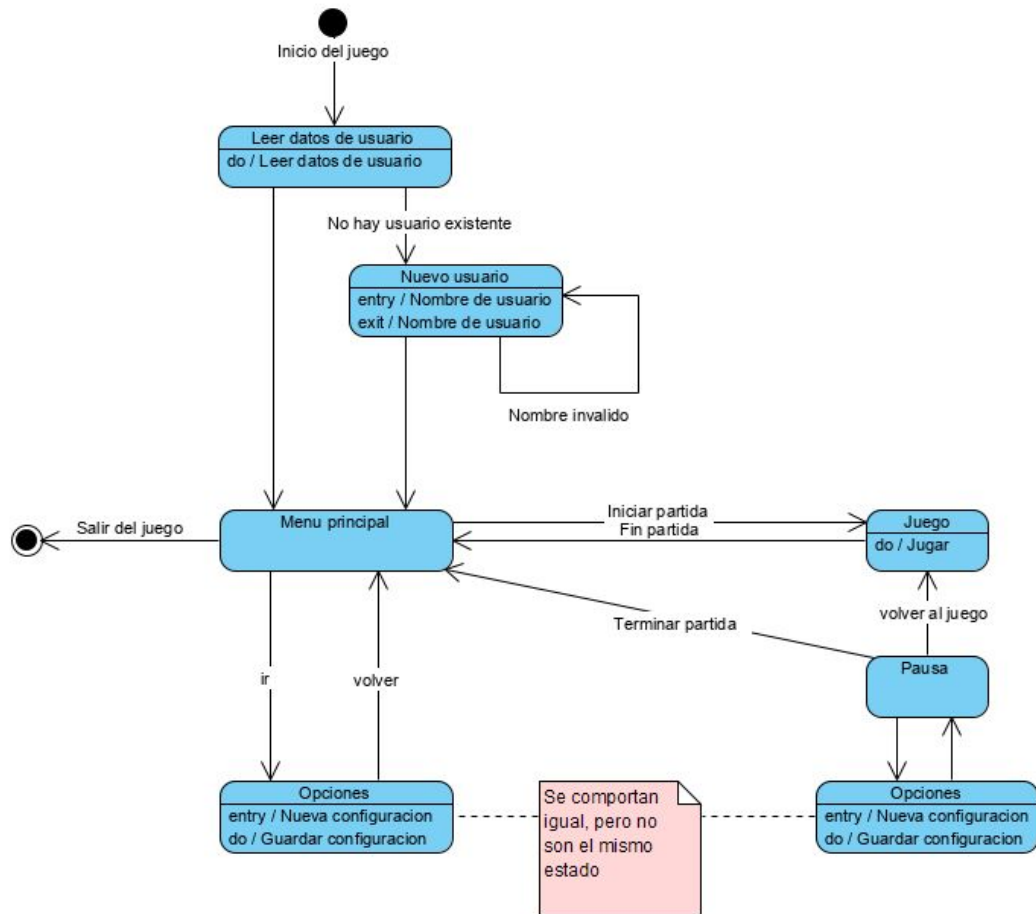 Inicio del juego
Leer datos de usuario
do / Leer datos de usuario
No hay usuario existente
Nuevo usuario
entry / Nombre de usuario
exit / Nombre de usuario
Nombre invalido
Salir del juego
Menu principal
Iniciar partida
Fin partida
Juego
do / Jugar
Terminar partida
volver al juego
Pausa
ir
volver
Opciones
entry / Nueva configuracion
do / Guardar configuracion
Se comportan
igual, pero no
son el mismo
estado
Opciones
entry / Nueva configuracion
do / Guardar configuracion